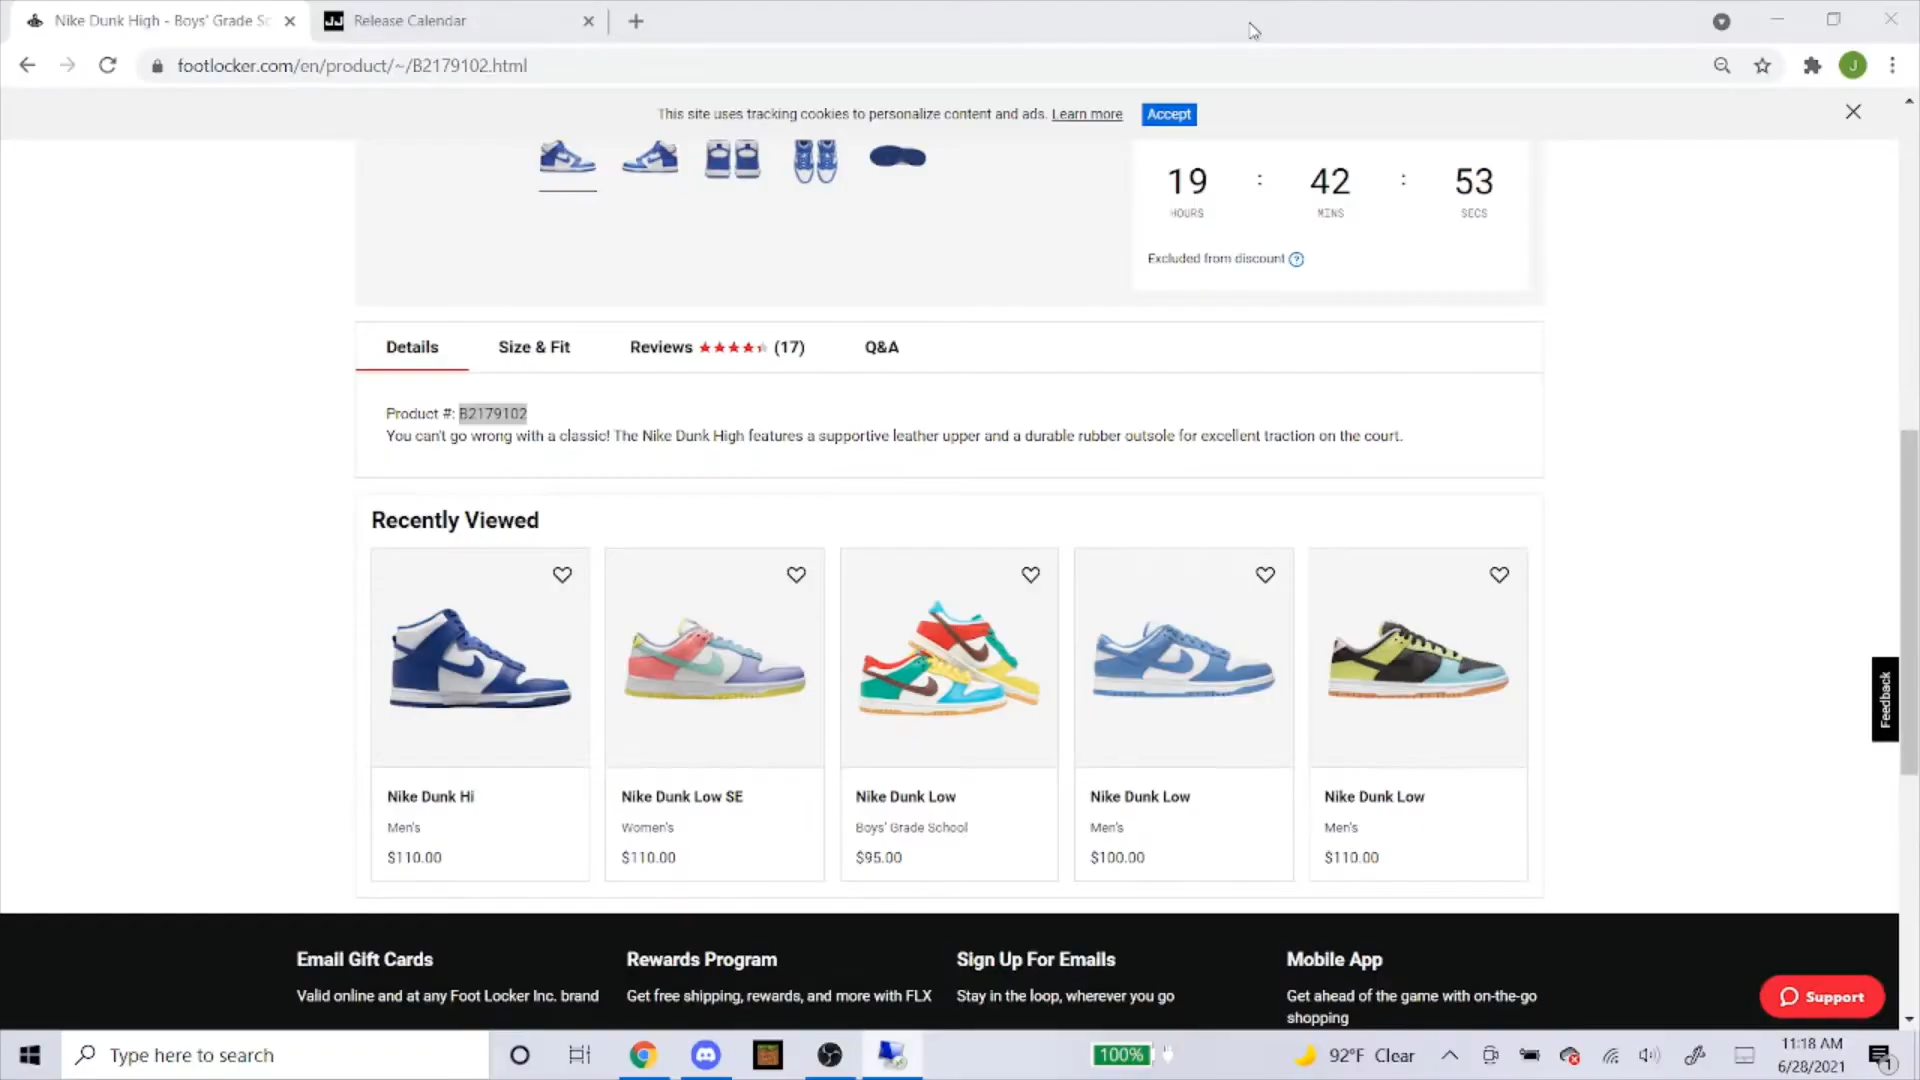 Nike Dunk High - Boys' Grade Sc
JJ Release Calendar
footlocker.com/en/product/~/B2179102.html
J
This site uses tracking cookies to personalize content and ads. Learn more Accept
19 : 42 : 53
HOURS MINS SECS
Excluded from discount ?
Details Size & Fit Reviews (17) Q&A
Product #: B2179102
You can't go wrong with a classic! The Nike Dunk High features a supportive leather upper and a durable rubber outsole for excellent traction on the court.
Recently Viewed
Nike Dunk Hi
Men's
$110.00
Nike Dunk Low SE
Women's
$110.00
Nike Dunk Low
Boys' Grade School
$95.00
Nike Dunk Low
Men's
$100.00
Nike Dunk Low
Men's
$110.00
Feedback
Email Gift Cards
Valid online and at any Foot Locker Inc. brand
Rewards Program
Get free shipping, rewards, and more with FLX
Sign Up For Emails
Stay in the loop, wherever you go
Mobile App
Get ahead of the game with on-the-go
shopping
Support
Type here to search
100%
92°F Clear
11:18 AM
6/28/2021
1